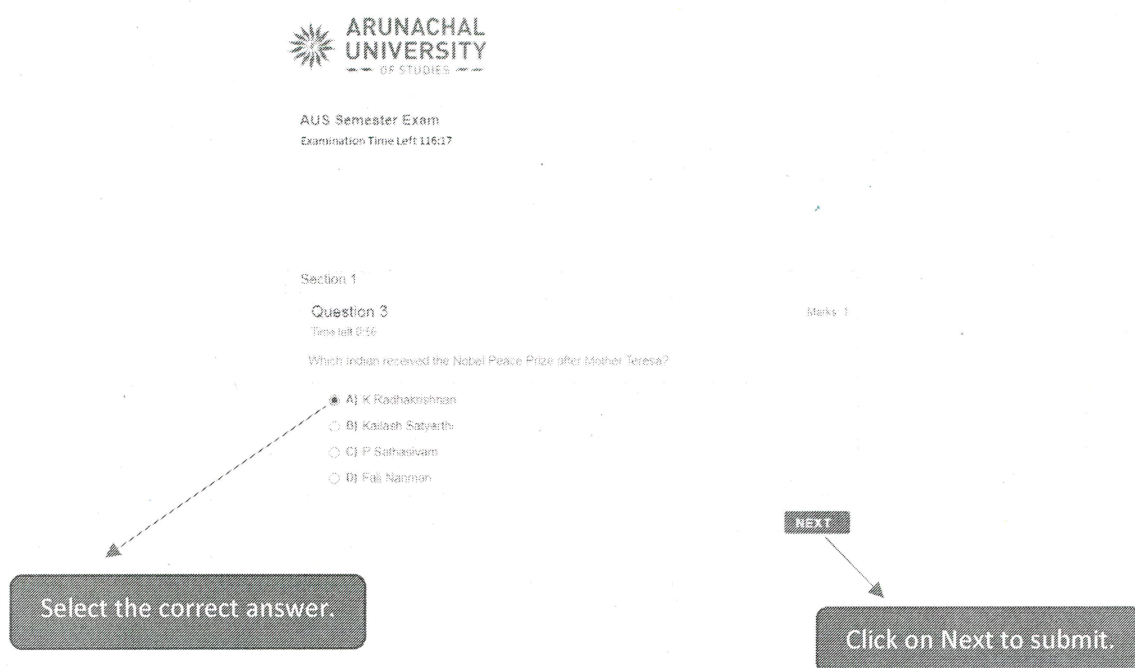 ARUNACHAL
UNIVERSITY
OF STUDIES
AUS Semester Exam
Examination Time Left 116:17
Section 1
Question 3
Marks: 1
Time left 0:56
Which Indian received the Nobel Peace Prize after Mother Teresa?
A) K Radhakrishnan
B) Kailash Satyarthi
C) P Sathasivam
D) Fali Nariman
NEXT
Select the correct answer.
Click on Next to submit.